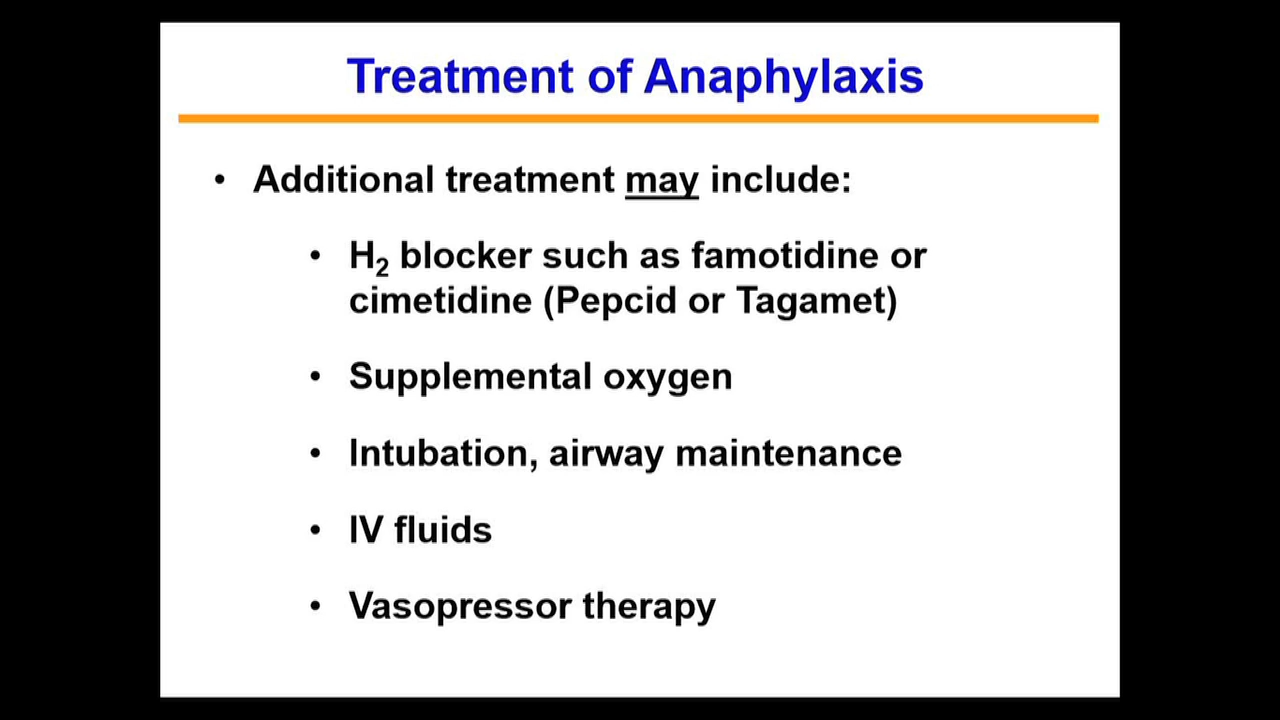 Treatment of Anaphylaxis
• Additional treatment may include:
• H₂ blocker such as famotidine or
cimetidine (Pepcid or Tagamet)
• Supplemental oxygen
• Intubation, airway maintenance
• IV fluids
• Vasopressor therapy